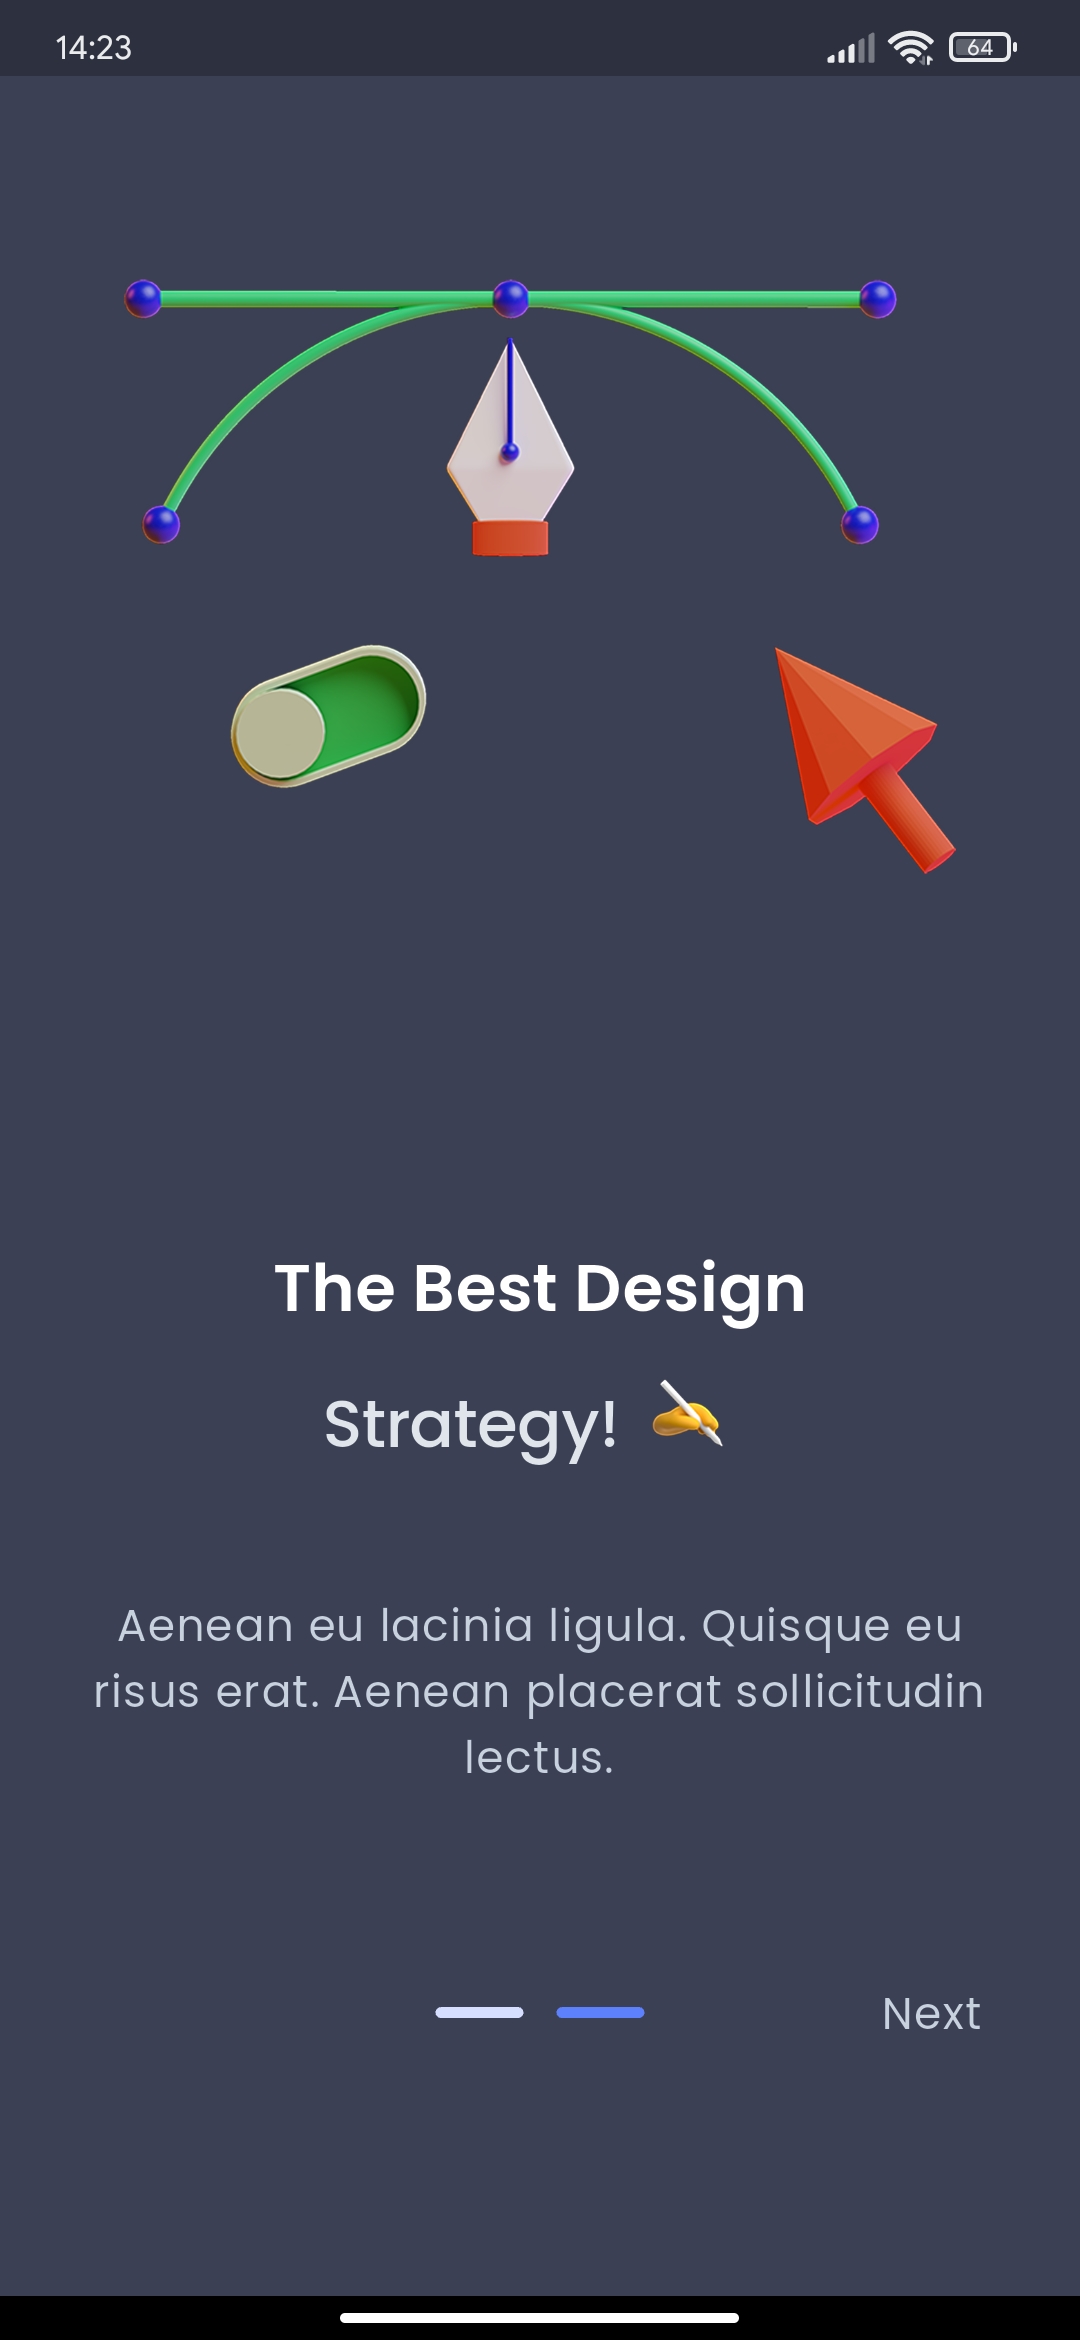 14:23
64
The Best Design
Strategy! ✍️
Aenean eu lacinia ligula. Quisque eu
risus erat. Aenean placerat sollicitudin
lectus.
Next